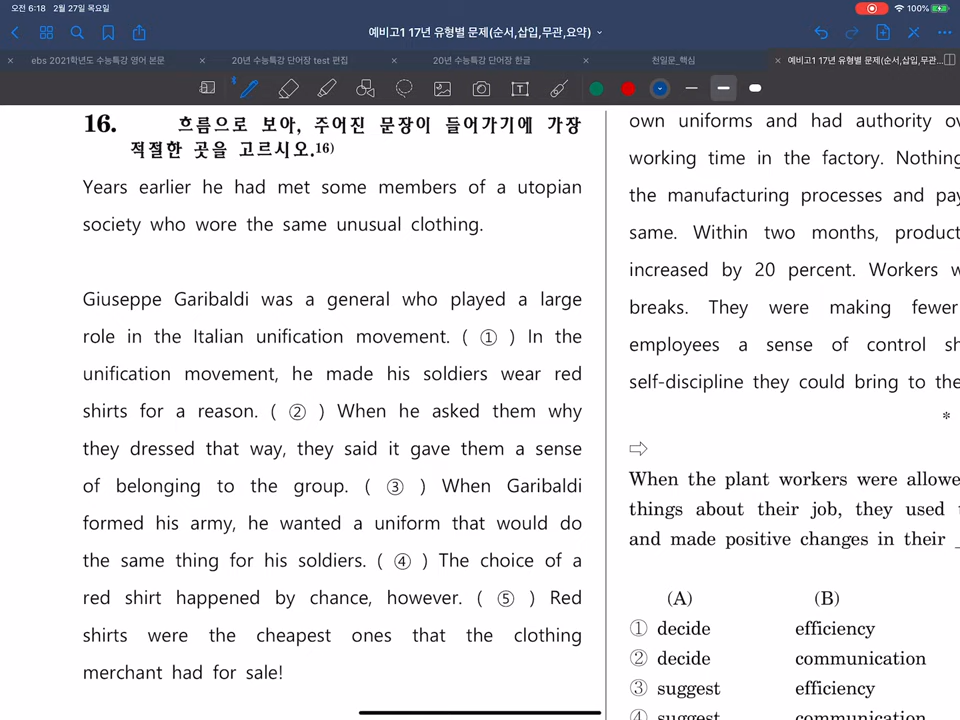 오전 6:18 2월 27일 목요일
100%
예비고1 17년 유형별 문제(순서,삽입,무관,요약)
ebs 2021학년도 수능특강 영어 본문
20년 수능특강 단어장 test 편집
20년 수능특강 단어장 한글
천일문_핵심
예비고1 17년 유형별 문제(순서,삽입,무관,요약)...
16. 흐름으로 보아, 주어진 문장이 들어가기에 가장
적절한 곳을 고르시오.16)
Years earlier he had met some members of a utopian
society who wore the same unusual clothing.
Giuseppe Garibaldi was a general who played a large
role in the Italian unification movement. ( ① ) In the
unification movement, he made his soldiers wear red
shirts for a reason. ( ② ) When he asked them why
they dressed that way, they said it gave them a sense
of belonging to the group. ( ③ ) When Garibaldi
formed his army, he wanted a uniform that would do
the same thing for his soldiers. ( ④ ) The choice of a
red shirt happened by chance, however. ( ⑤ ) Red
shirts were the cheapest ones that the clothing
merchant had for sale!
own uniforms and had authority ov
working time in the factory. Nothing
the manufacturing processes and pay
same. Within two months, product
increased by 20 percent. Workers w
breaks. They were making fewer
employees a sense of control sh
self-discipline they could bring to the
*
⇨
When the plant workers were allowe
things about their job, they used t
and made positive changes in their _
(A) (B)
① decide efficiency
② decide communication
③ suggest efficiency
④ suggest communication